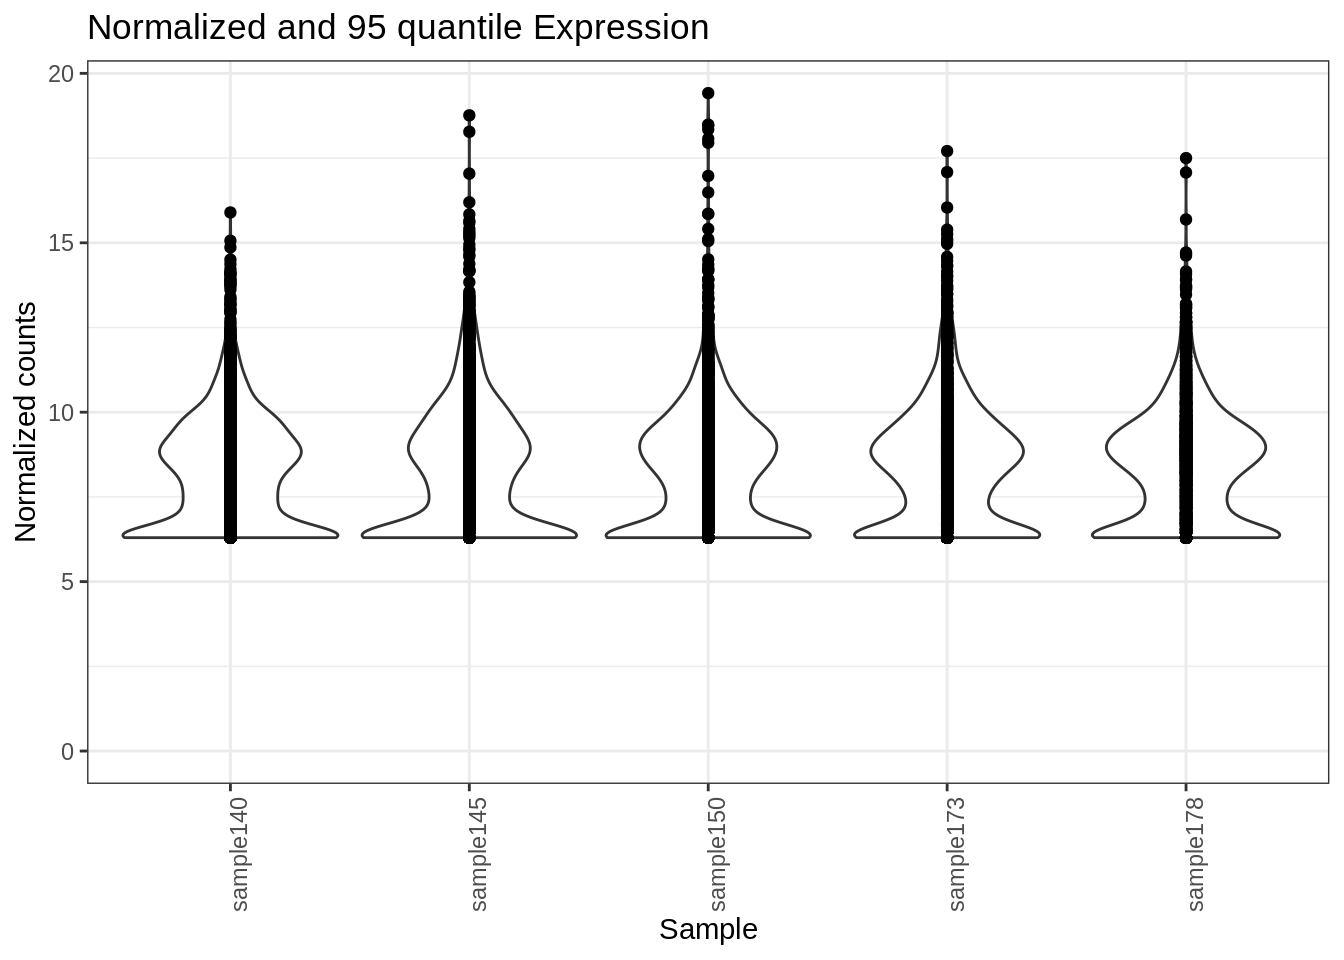 Normalized and 95 quantile Expression
20
15
10
5
0
Normalized counts
sample140
sample145
sample150
sample173
sample178
Sample